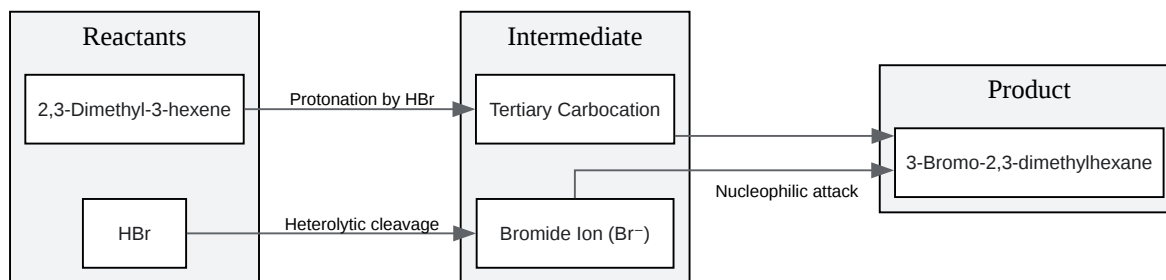 Reactants
2,3-Dimethyl-3-hexene
HBr
Protonation by HBr
Heterolytic cleavage
Intermediate
Tertiary Carbocation
Bromide Ion (Br⁻)
Nucleophilic attack
Product
3-Bromo-2,3-dimethylhexane